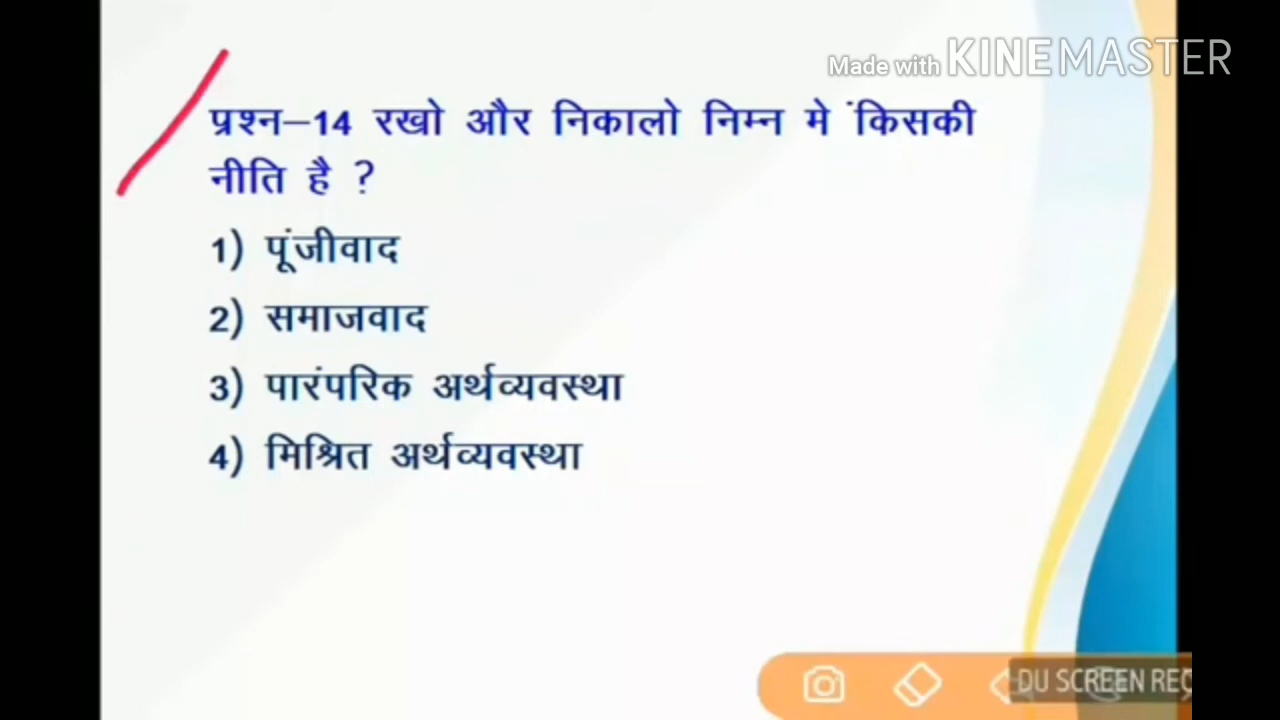 Made with KINEMASTER
प्रश्न–14 रखो और निकालो निम्न मे ंकिसकी
नीति है ?
1) पूंजीवाद
2) समाजवाद
3) पारंपरिक अर्थव्यवस्था
4) मिश्रित अर्थव्यवस्था
DU SCREEN REC